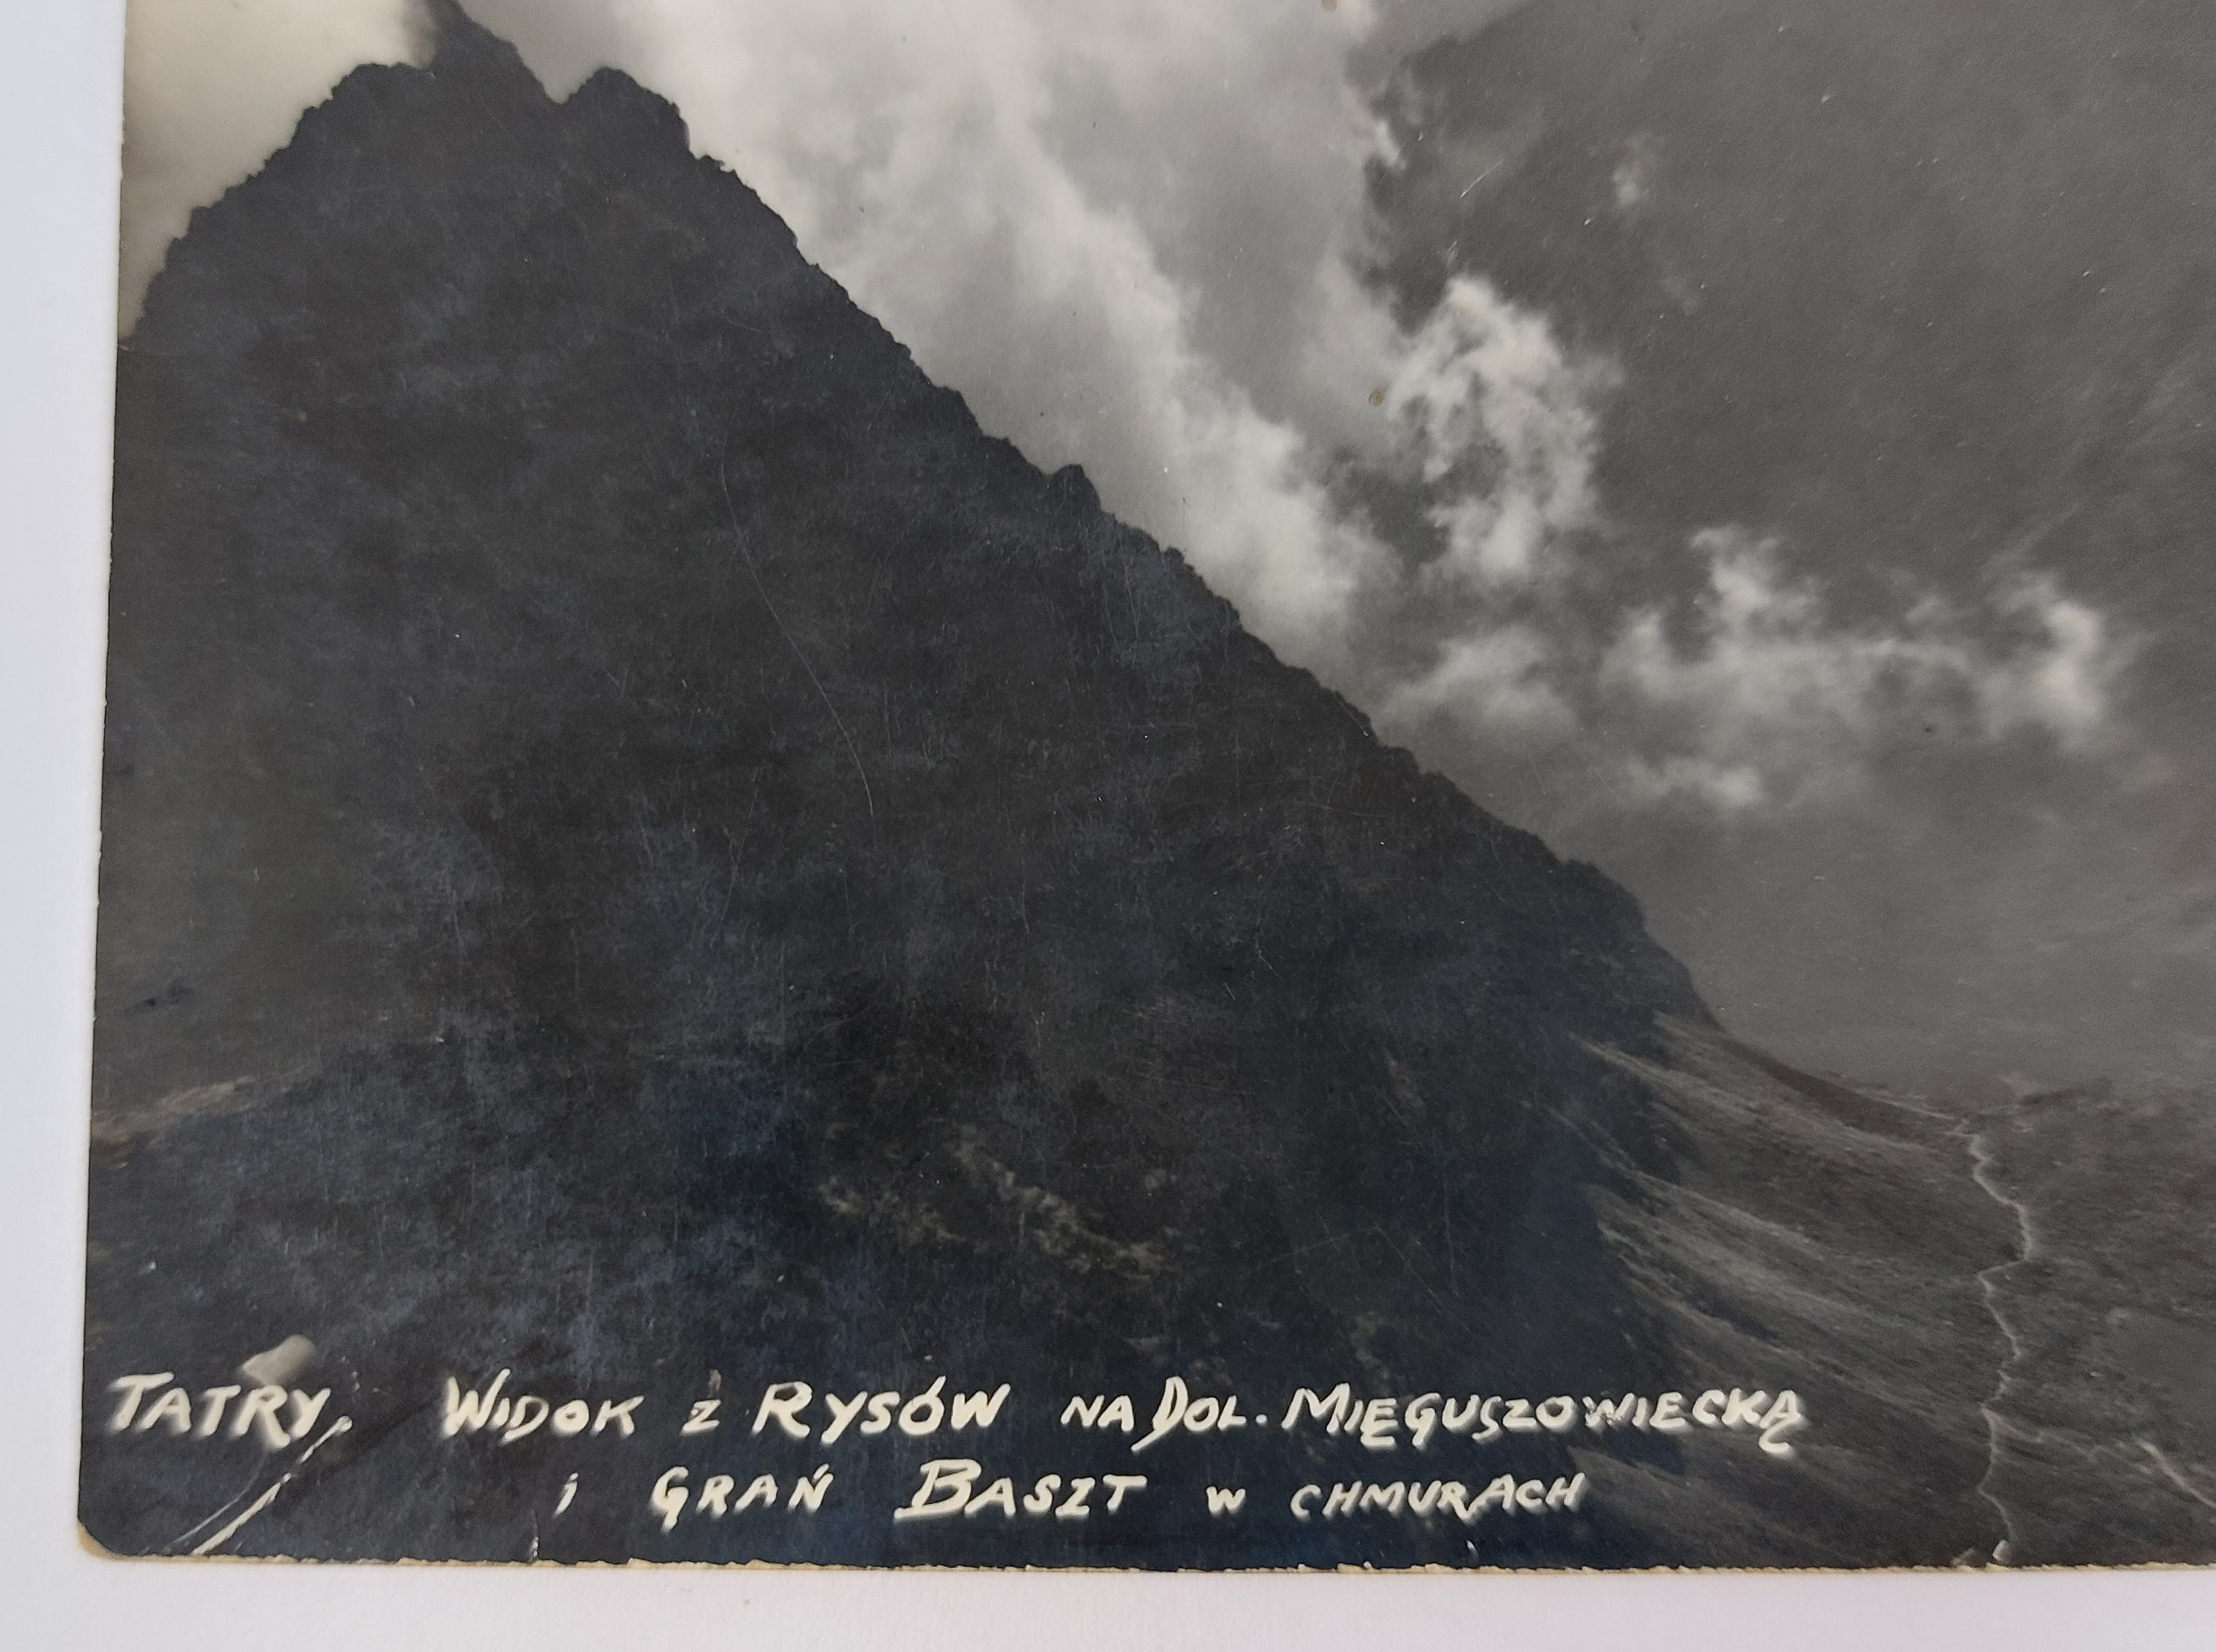 TATRY. WIDOK Z RYSÓW NA DOL. MIĘGUSZOWIECKĄ
i GRAŃ BASZT W CHMURACH